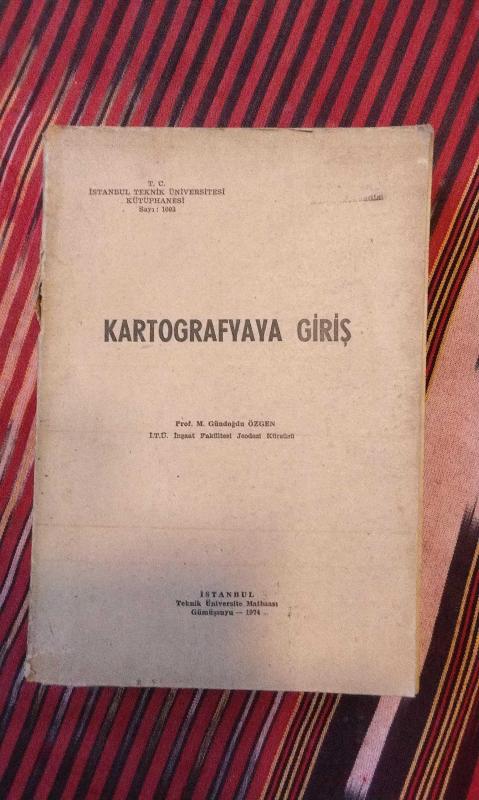 T. C.
İSTANBUL TEKNİK ÜNİVERSİTESİ
KÜTÜPHANESİ
Sayı: 1003
KARTOGRAFYAYA GİRİŞ
Prof. M. Gündoğdu ÖZGEN
İ.T.Ü. İnşaat Fakültesi Jeodezi Kürsüsü
İSTANBUL
Teknik Üniversite Matbaası
Gümüşsuyu — 1974